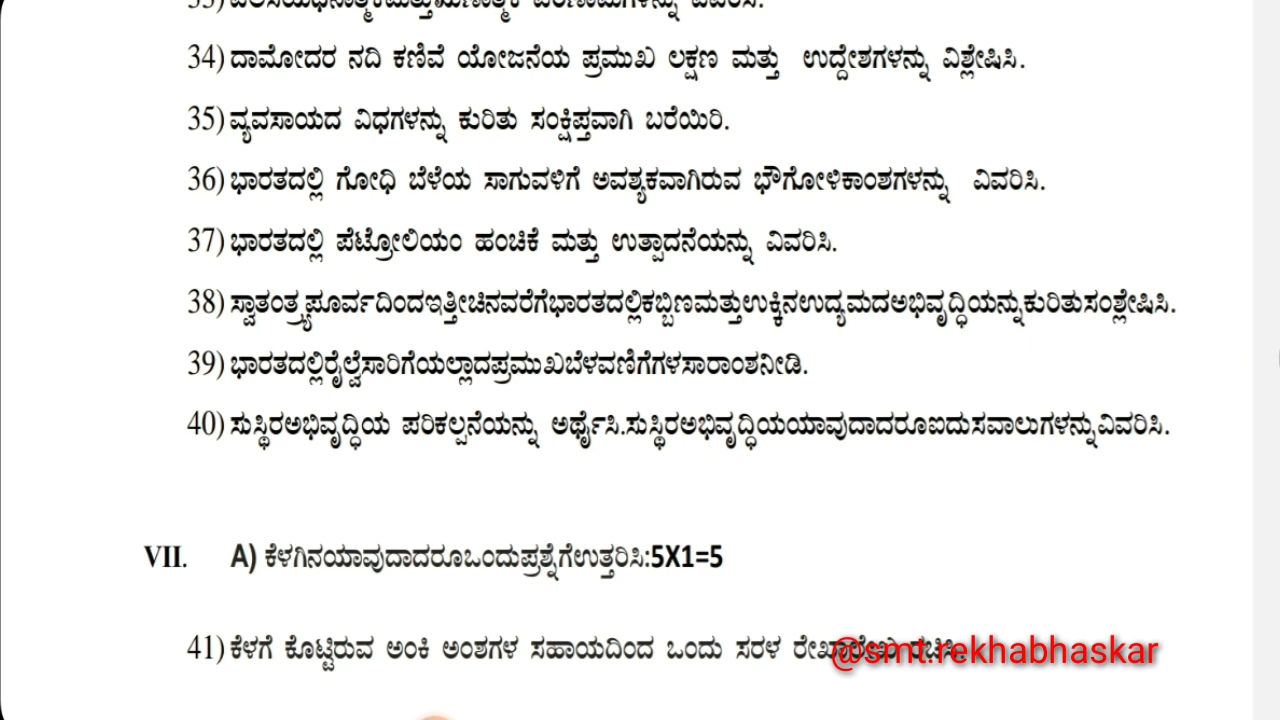 34) ದಾಮೋದರ ನದಿ ಕಣಿವೆ ಯೋಜನೆಯ ಪ್ರಮುಖ ಲಕ್ಷಣ ಮತ್ತು ಉದ್ದೇಶಗಳನ್ನು ವಿಶ್ಲೇಷಿಸಿ.
35) ವ್ಯವಸಾಯದ ವಿಧಗಳನ್ನು ಕುರಿತು ಸಂಕ್ಷಿಪ್ತವಾಗಿ ಬರೆಯಿರಿ.
36) ಭಾರತದಲ್ಲಿ ಗೋಧಿ ಬೆಳೆಯ ಸಾಗುವಳಿಗೆ ಅವಶ್ಯಕವಾಗಿರುವ ಭೌಗೋಳಿಕಾಂಶಗಳನ್ನು ವಿವರಿಸಿ.
37) ಭಾರತದಲ್ಲಿ ಪೆಟ್ರೋಲಿಯಂ ಹಂಚಿಕೆ ಮತ್ತು ಉತ್ಪಾದನೆಯನ್ನು ವಿವರಿಸಿ.
38) ಸ್ವಾತಂತ್ರ್ಯಪೂರ್ವದಿಂದಇತ್ತೀಚಿನವರೆಗೆಭಾರತದಲ್ಲಿಕಬ್ಬಿಣಮತ್ತುಉಕ್ಕಿನಉದ್ಯಮದಅಭಿವೃದ್ಧಿಯನ್ನುಕುರಿತುಸಂಶ್ಲೇಷಿಸಿ.
39) ಭಾರತದಲ್ಲಿರೈಲ್ವೆಸಾರಿಗೆಯಲ್ಲಾದಪ್ರಮುಖಬೆಳವಣಿಗೆಗಳಸಾರಾಂಶನೀಡಿ.
40) ಸುಸ್ಥಿರಅಭಿವೃದ್ಧಿಯ ಪರಿಕಲ್ಪನೆಯನ್ನು ಅರ್ಥೈಸಿ.ಸುಸ್ಥಿರಅಭಿವೃದ್ಧಿಯಯಾವುದಾದರೂಐದುಸವಾಲುಗಳನ್ನುವಿವರಿಸಿ.
VII. A) ಕೆಳಗಿನಯಾವುದಾದರೂಒಂದುಪ್ರಶ್ನೆಗೇಉತ್ತರಿಸಿ:5X1=5
41) ಕೆಳಗೆ ಕೊಟ್ಟಿರುವ ಅಂಕಿ ಅಂಶಗಳ ಸಹಾಯದಿಂದ ಒಂದು ಸರಳ
@smt.rekhabhaskar